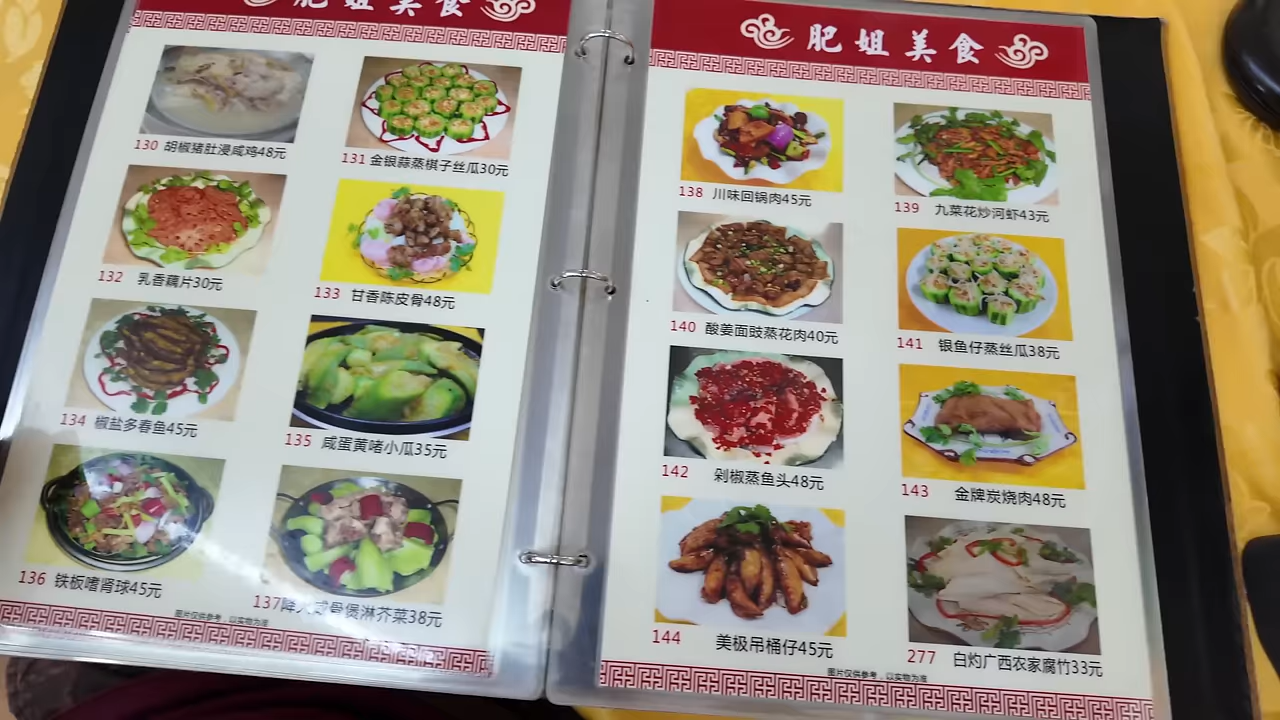 肥姐美食
130 胡椒猪肚浸咸鸡48元
131 金银蒜蒸棋子丝瓜30元
132 乳香藕片30元
133 甘香陈皮骨48元
134 椒盐多春鱼45元
135 咸蛋黄啫小瓜35元
136 铁板嗜肾球45元
137 骨煲淋芥菜38元
图片仅供参考，以实物为准
肥姐美食
138 川味回锅肉45元
139 九菜花炒河虾43元
140 酸姜面豉蒸花肉40元
141 银鱼仔蒸丝瓜38元
142 剁椒蒸鱼头48元
143 金牌炭烧肉48元
144 美极吊桶仔45元
277 白灼广西农家腐竹33元
图片仅供参考，以实物为准